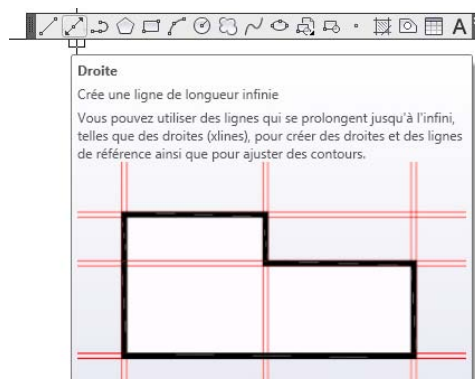 A
Droite
Crée une ligne de longueur infinie
Vous pouvez utiliser des lignes qui se prolongent jusqu'à l'infini,
telles que des droites (xlines), pour créer des droites et des lignes
de référence ainsi que pour ajuster des contours.